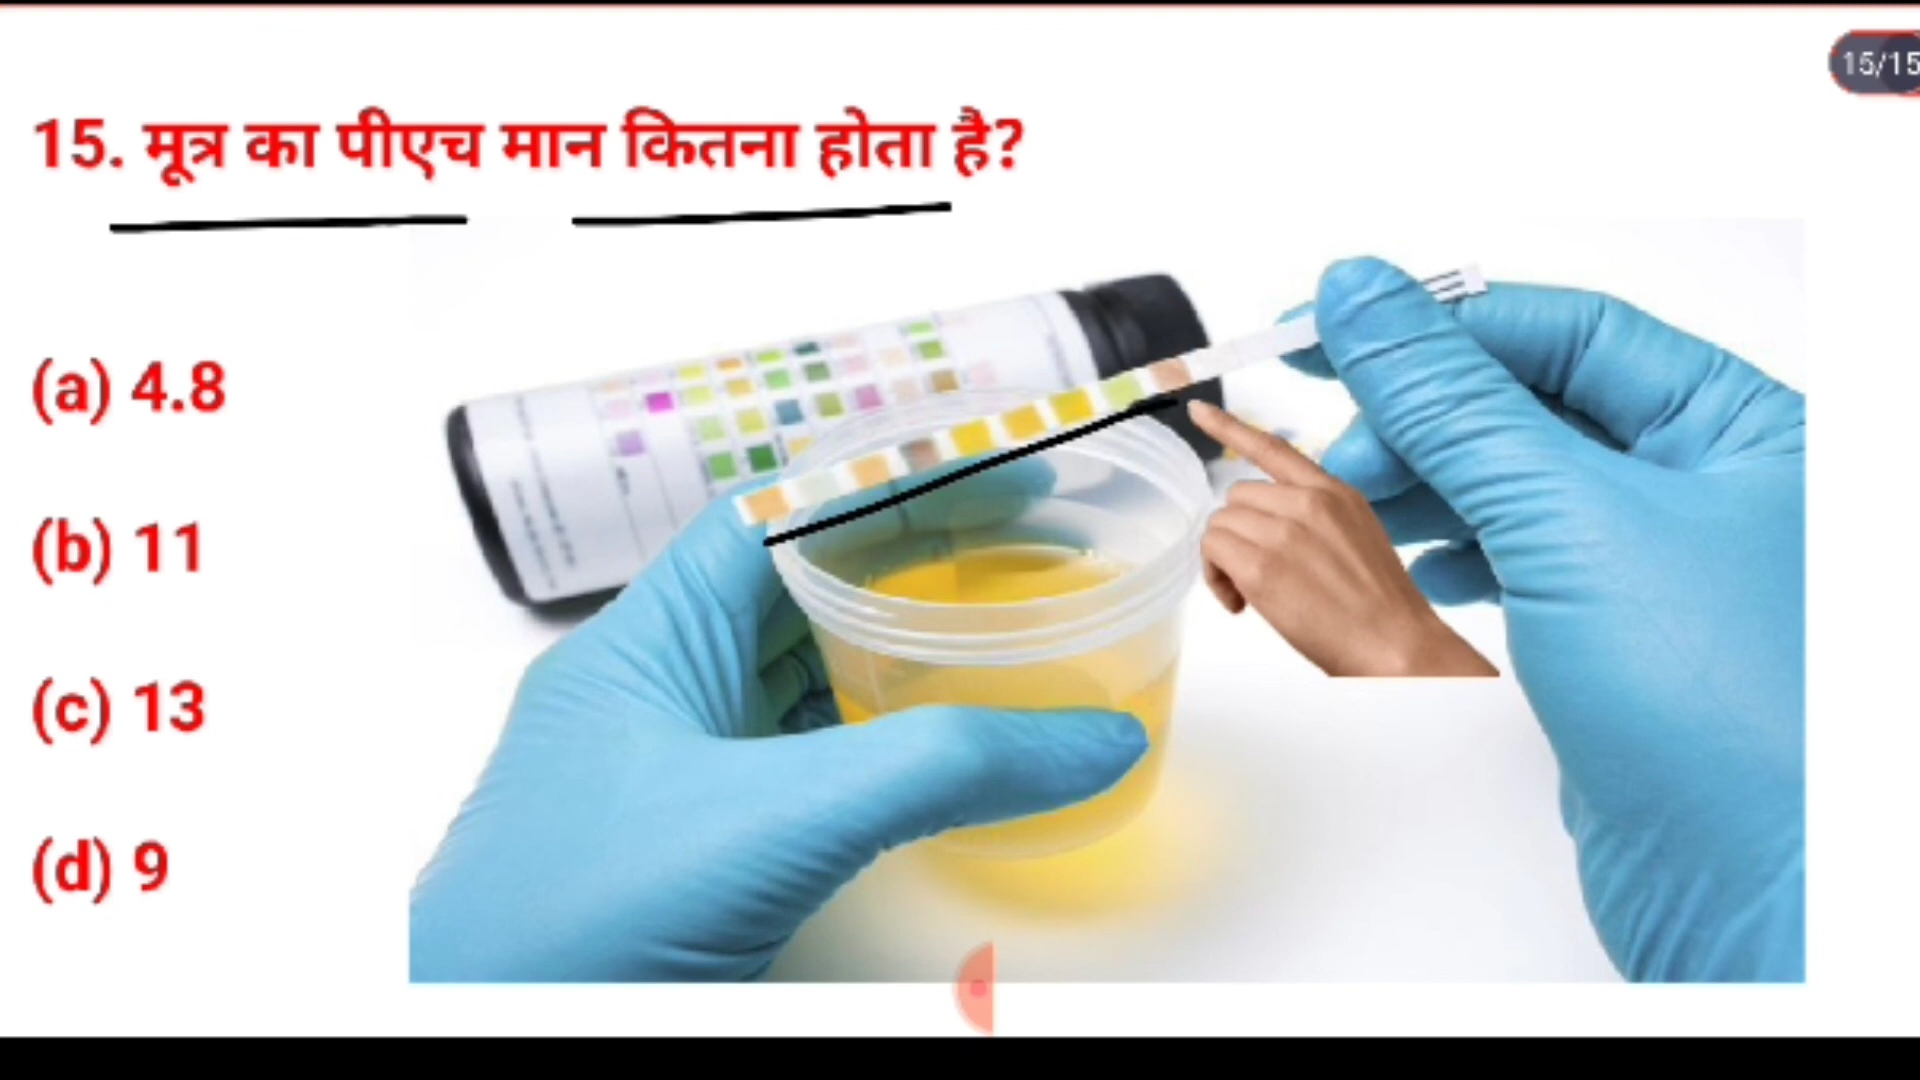 15/15
15. मूत्र का पीएच मान कितना होता है?
(a) 4.8
(b) 11
(c) 13
(d) 9